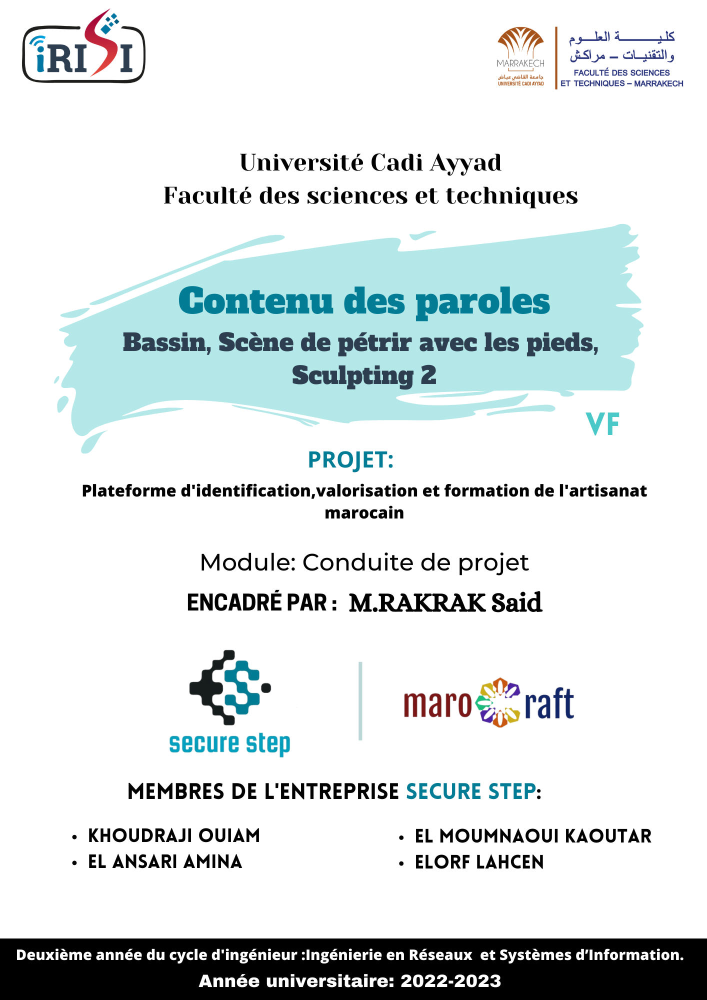 iRISI
MARRAKECH
جامعة القاضي عياض
UNIVERSITÉ CADI AYYAD
كليـــة العلـــوم
والتقنيـات – مراكش
FACULTÉ DES SCIENCES
ET TECHNIQUES – MARRAKECH
Université Cadi Ayyad
Faculté des sciences et techniques
Contenu des paroles
Bassin, Scène de pétrir avec les pieds,
Sculpting 2
VF
PROJET:
Plateforme d'identification,valorisation et formation de l'artisanat
marocain
Module: Conduite de projet
ENCADRÉ PAR : M.RAKRAK Said
secure step
maro raft
MEMBRES DE L'ENTREPRISE SECURE STEP:
• KHOUDRAJI OUIAM
• EL ANSARI AMINA
• EL MOUMNAOUI KAOUTAR
• ELORF LAHCEN
Deuxième année du cycle d'ingénieur :Ingénierie en Réseaux et Systèmes d’Information.
Année universitaire: 2022-2023